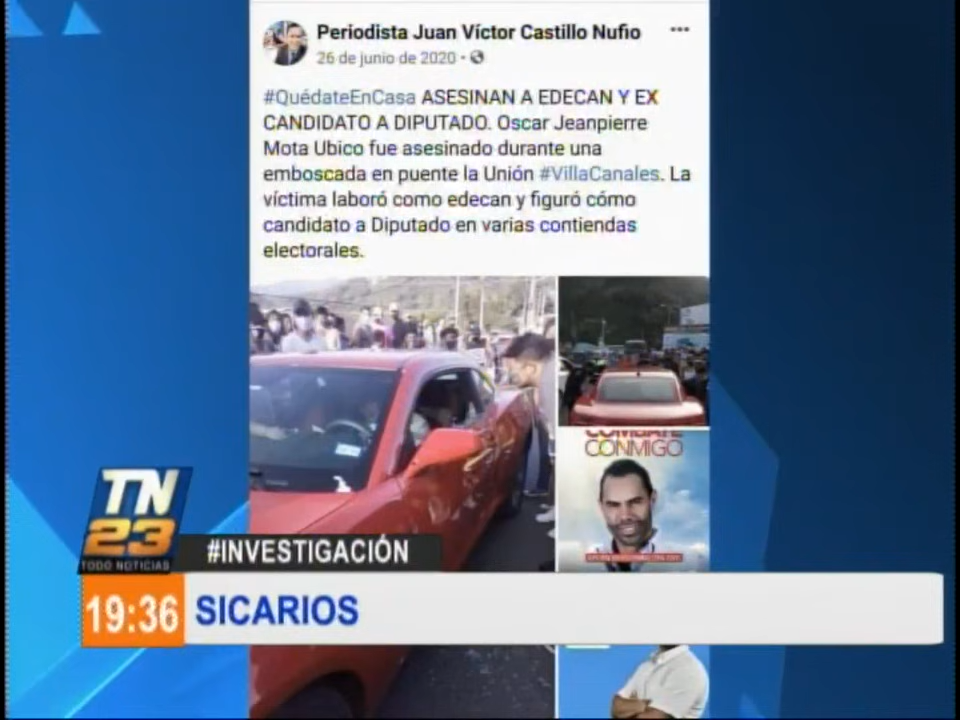 Periodista Juan Víctor Castillo Nufio
26 de junio de 2020
#QuédateEnCasa ASESINAN A EDECAN Y EX
CANDIDATO A DIPUTADO. Oscar Jeanpierre
Mota Ubico fue asesinado durante una
emboscada en puente la Unión #VillaCanales. La
víctima laboró como edecan y figuró cómo
candidato a Diputado en varias contiendas
electorales.
COMBATE
CONMIGO
TN
23
TODO NOTICIAS
#INVESTIGACIÓN
19:36 SICARIOS